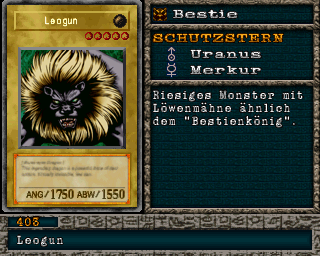 Leogun
ANG/1750 ABW/1550
Bestie
SCHUTZSTERN
Uranus
Merkur
Riesiges Monster mit
Löwenmähne ähnlich
dem "Bestienkönig".
403
Leogun